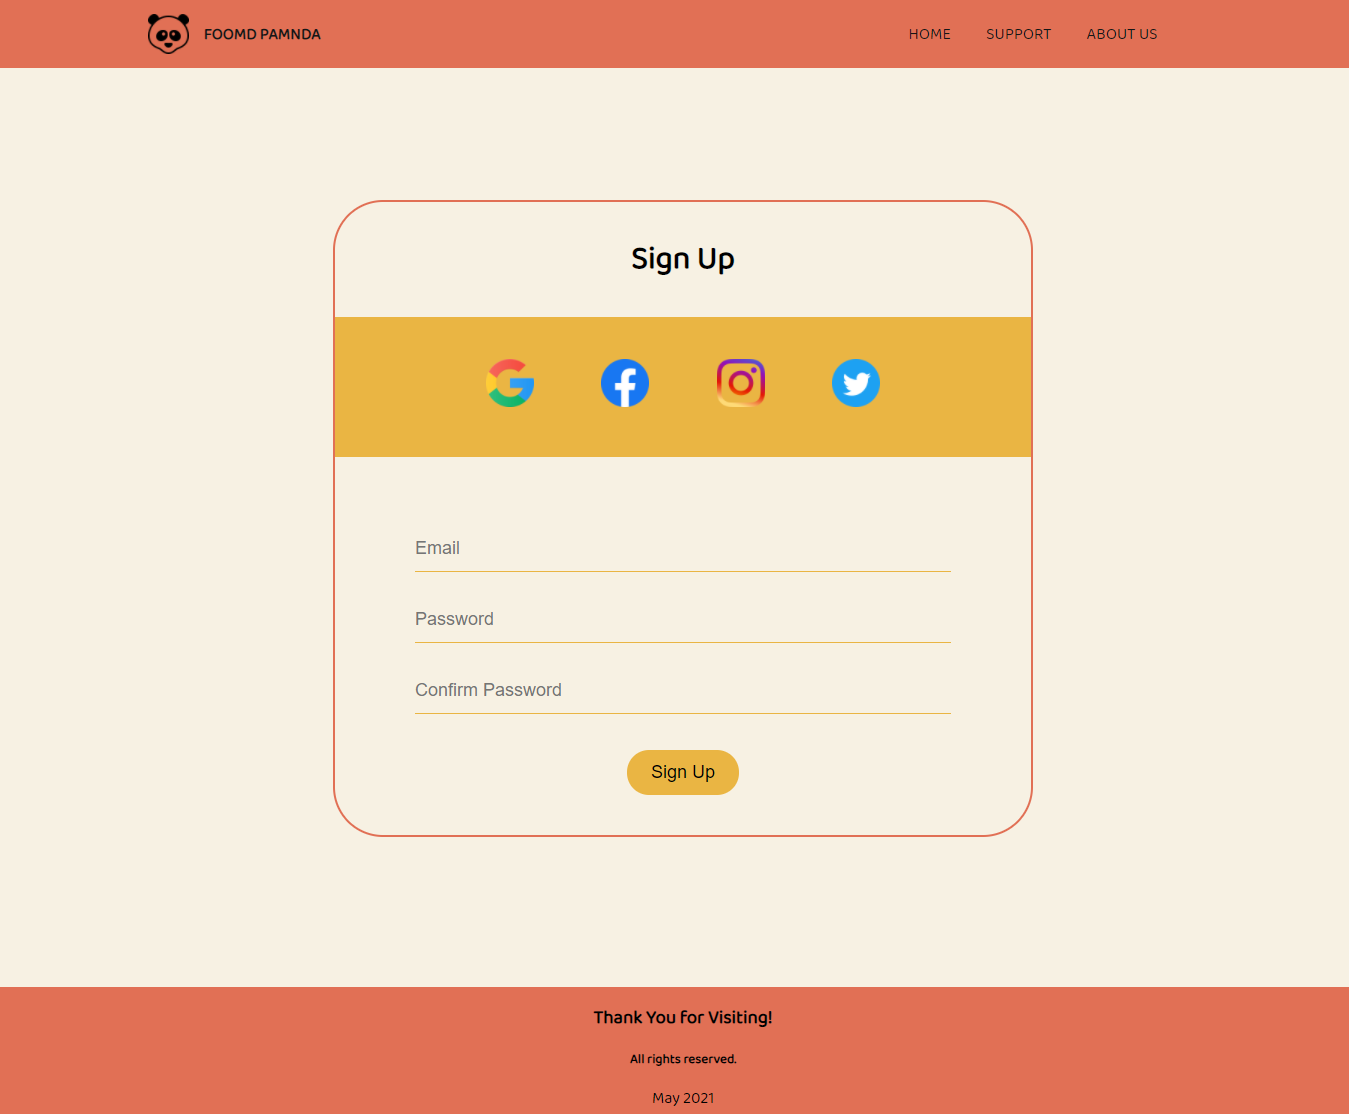 FOOMD PAMNDA
HOME SUPPORT ABOUT US
Sign Up
Email
Password
Confirm Password
Sign Up
Thank You for Visiting!
All rights reserved.
May 2021